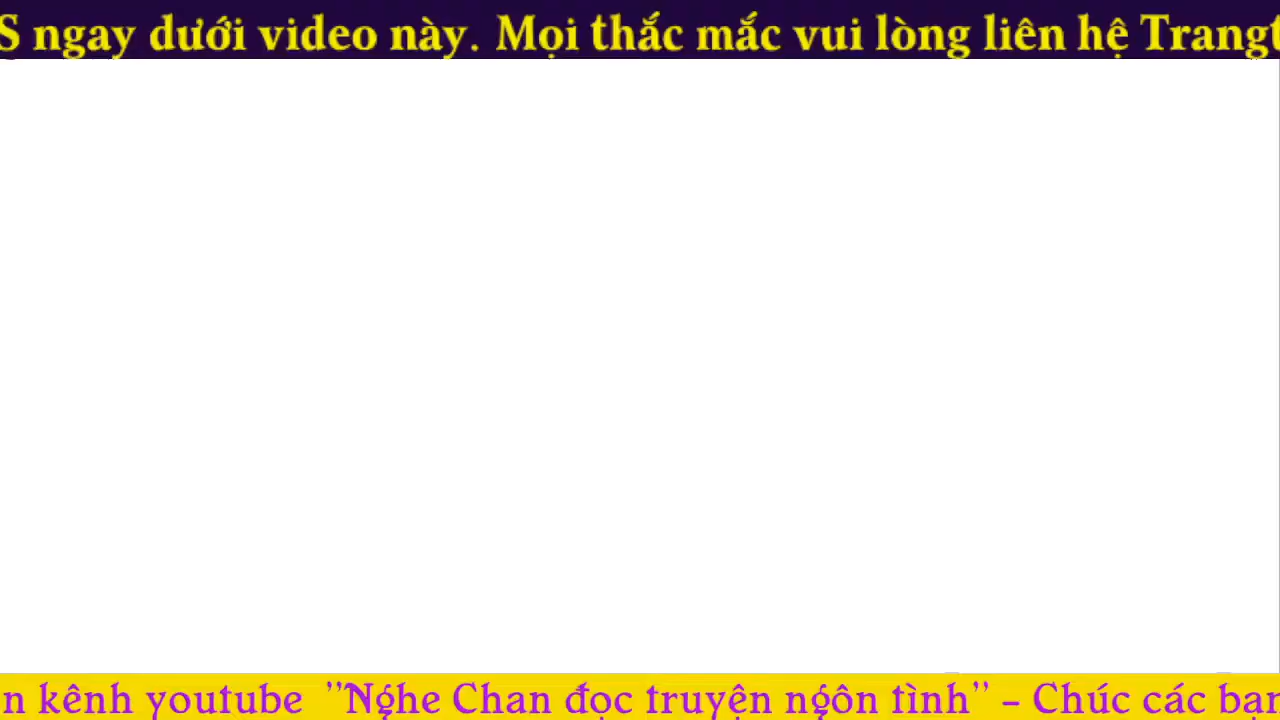 S ngay dưới video này. Mọi thắc mắc vui lòng liên hệ Trangt
n kênh youtube "Nghe Chan đọc truyện ngôn tình" - Chúc các bạn